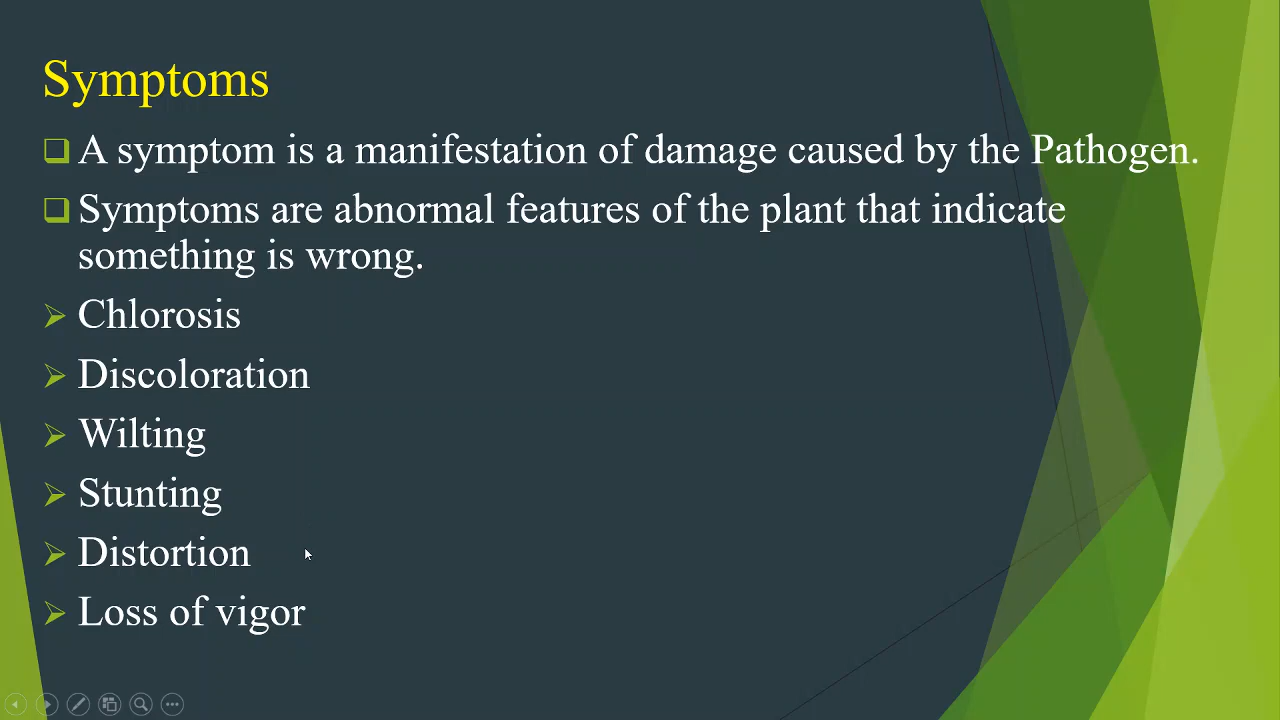 Symptoms
A symptom is a manifestation of damage caused by the Pathogen.
Symptoms are abnormal features of the plant that indicate
something is wrong.
Chlorosis
Discoloration
Wilting
Stunting
Distortion
Loss of vigor